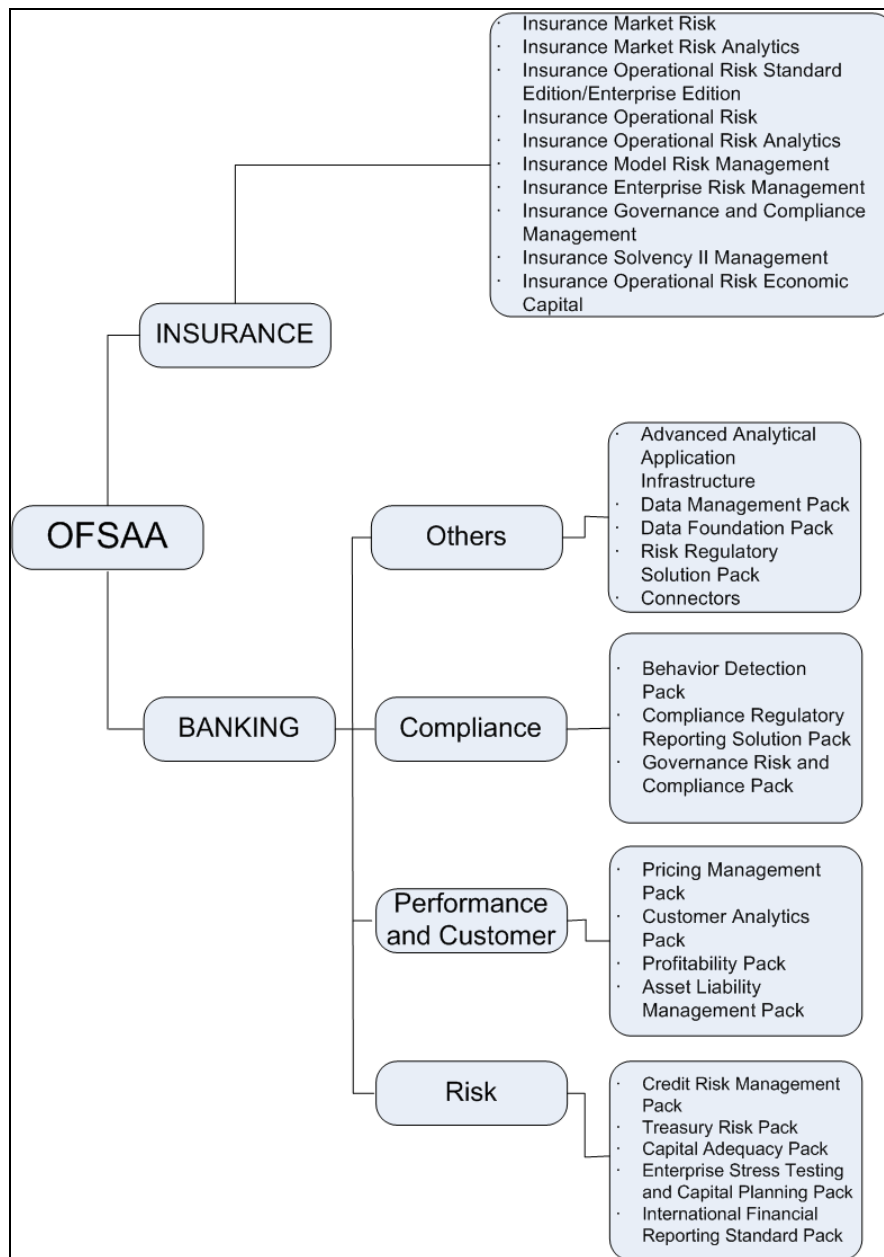 · Insurance Market Risk
· Insurance Market Risk Analytics
· Insurance Operational Risk Standard
Edition/Enterprise Edition
· Insurance Operational Risk
· Insurance Operational Risk Analytics
· Insurance Model Risk Management
· Insurance Enterprise Risk Management
· Insurance Governance and Compliance
Management
· Insurance Solvency II Management
· Insurance Operational Risk Economic
Capital
INSURANCE
OFSAA
BANKING
Others
· Advanced Analytical
Application
Infrastructure
· Data Management Pack
· Data Foundation Pack
· Risk Regulatory
Solution Pack
· Connectors
Compliance
· Behavior Detection
Pack
· Compliance Regulatory
Reporting Solution Pack
· Governance Risk and
Compliance Pack
Performance
and Customer
· Pricing Management
Pack
· Customer Analytics
Pack
· Profitability Pack
· Asset Liability
Management Pack
Risk
· Credit Risk Management
Pack
· Treasury Risk Pack
· Capital Adequacy Pack
· Enterprise Stress Testing
and Capital Planning Pack
· International Financial
Reporting Standard Pack